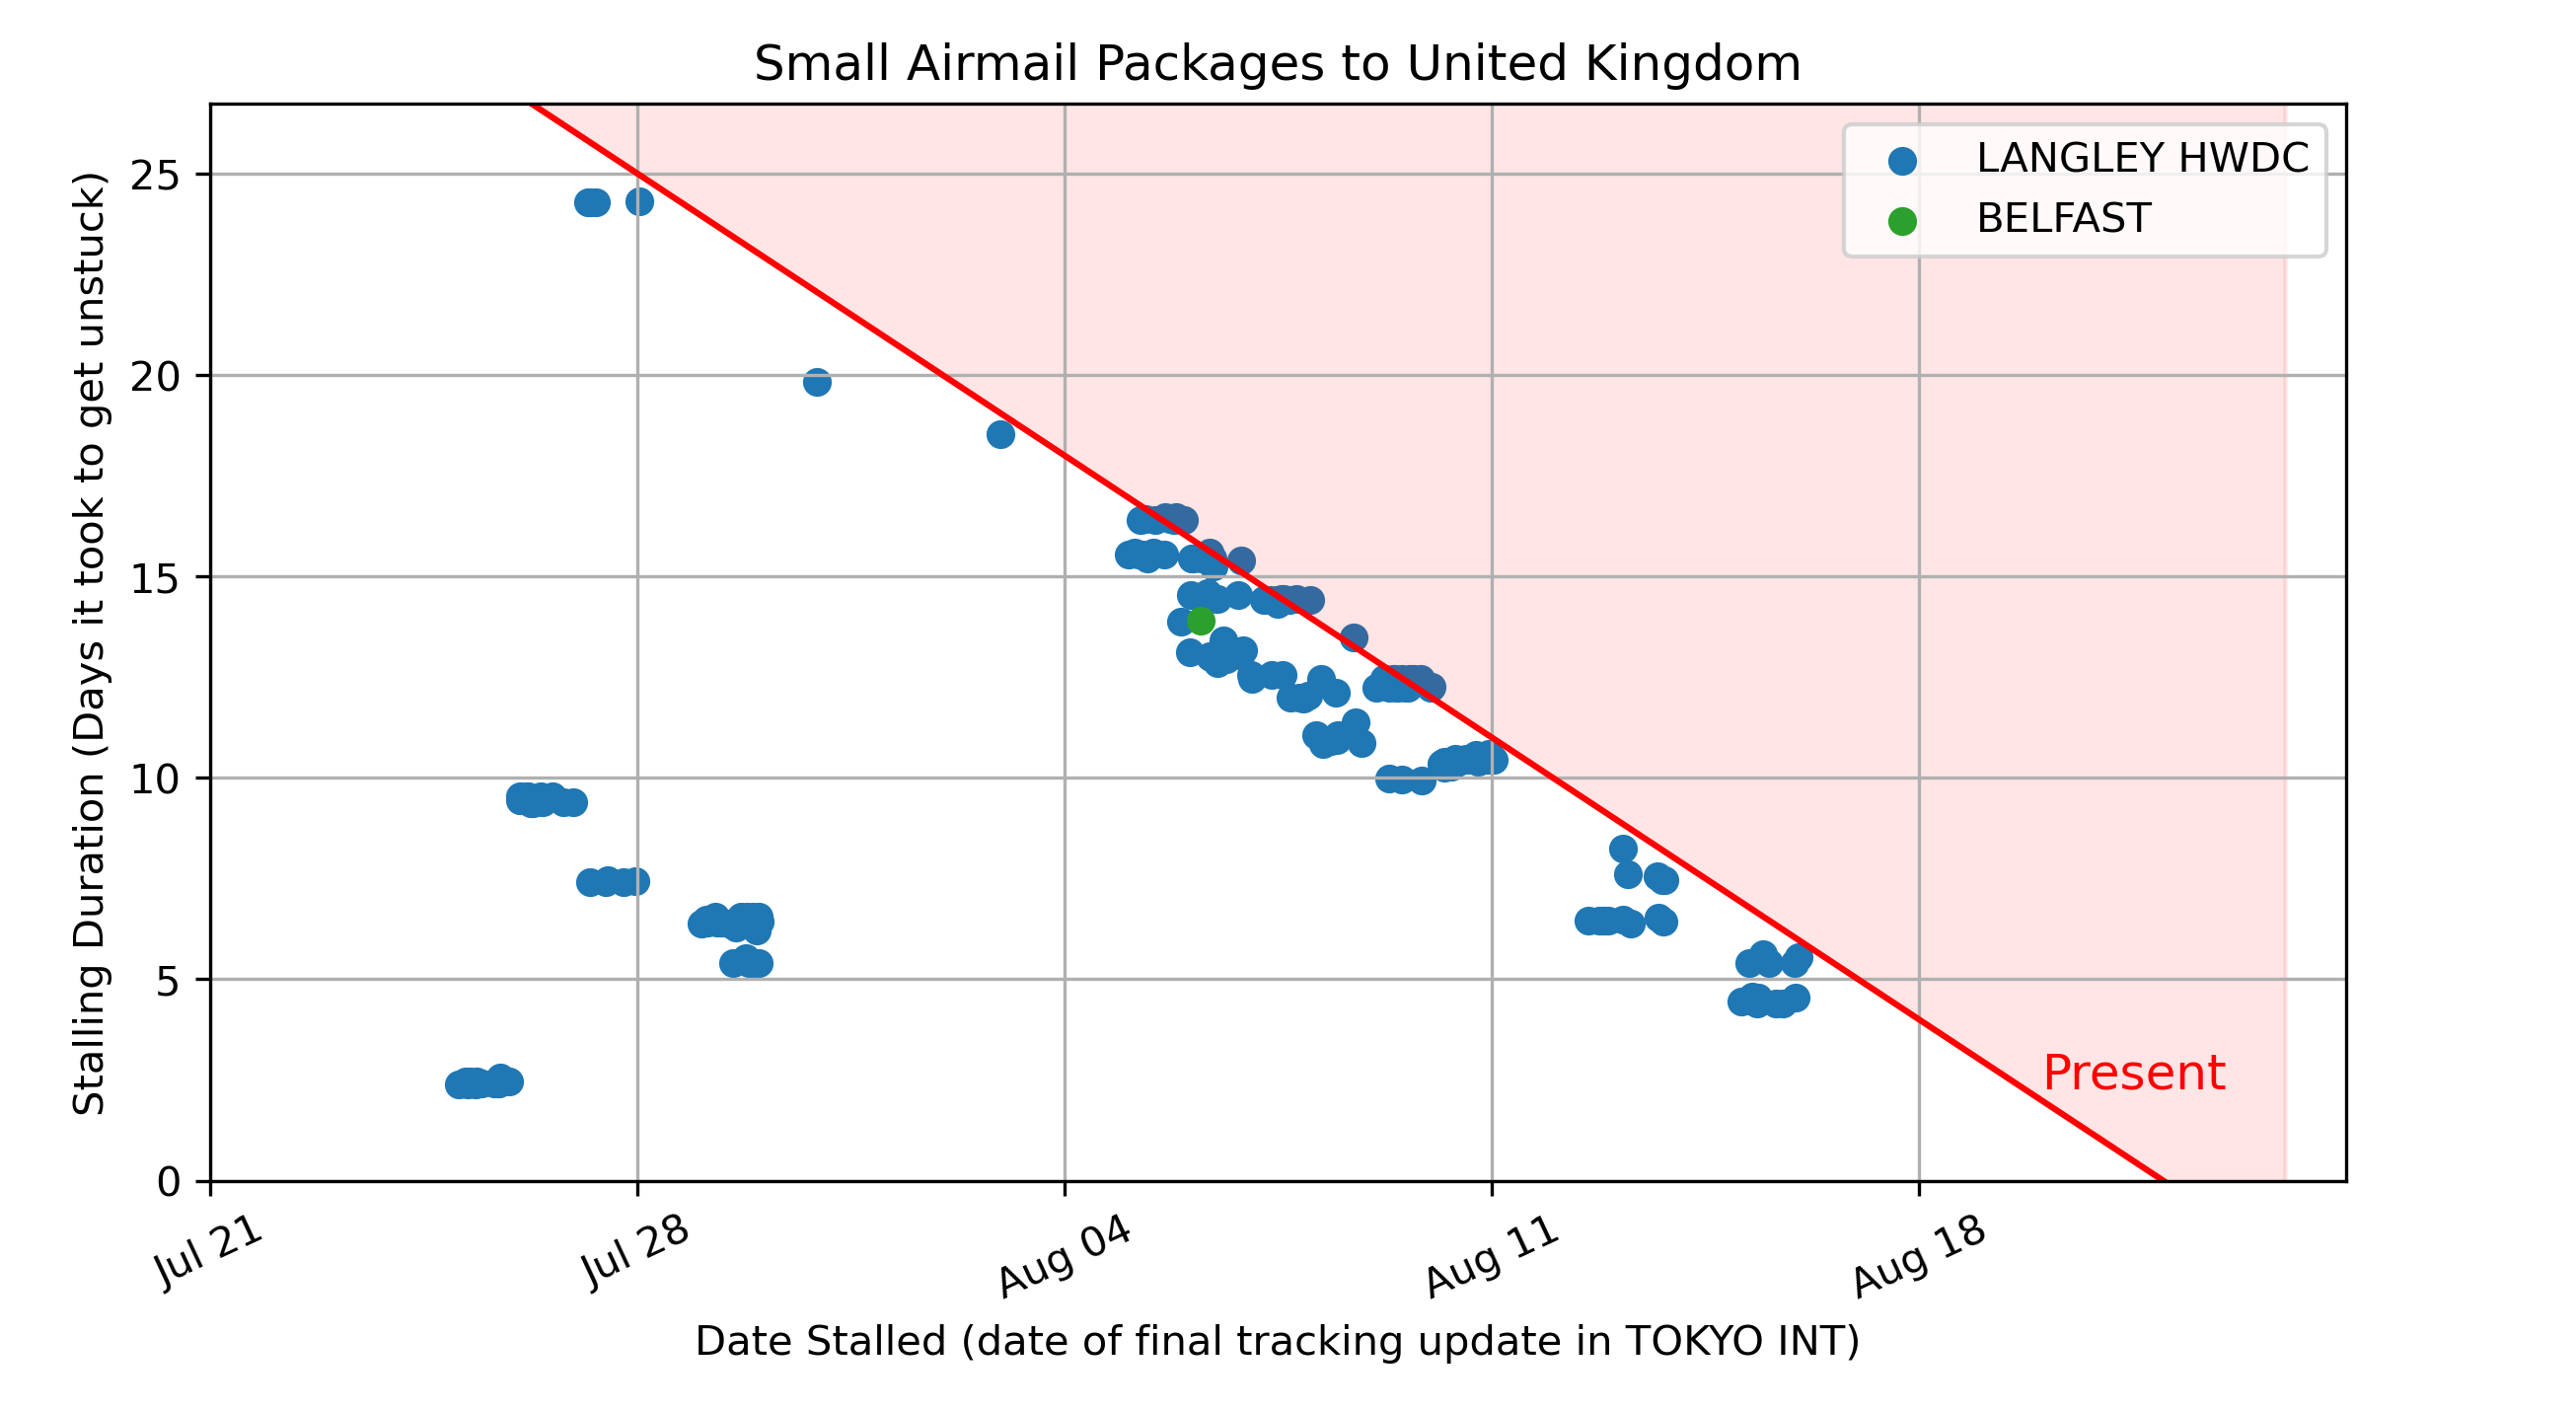 Small Airmail Packages to United Kingdom
LANGLEY HWDC
BELFAST
Stalling Duration (Days it took to get unstuck)
25
20
15
10
5
0
Present
Jul 21
Jul 28
Aug 04
Aug 11
Aug 18
Date Stalled (date of final tracking update in TOKYO INT)